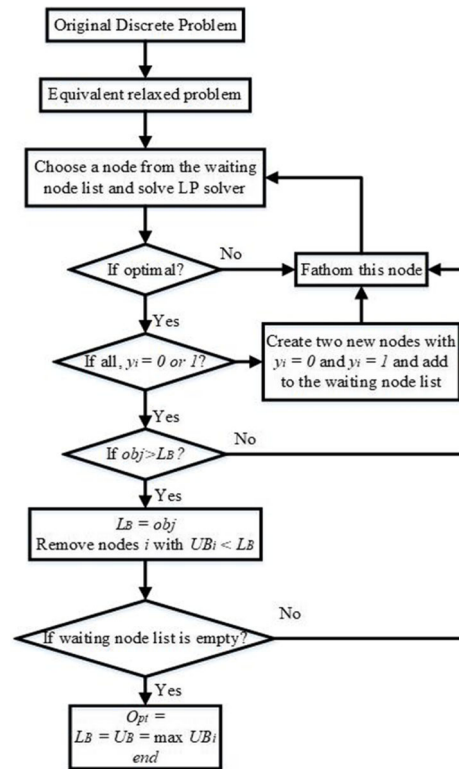 Original Discrete Problem
Equivalent relaxed problem
Choose a node from the waiting
node list and solve LP solver
If optimal?
No
Fathom this node
Yes
If all, yi = 0 or 1?
Create two new nodes with
yi = 0 and yi = 1 and add
to the waiting node list
Yes
If obj>LB?
No
Yes
LB = obj
Remove nodes i with UBi < LB
If waiting node list is empty?
No
Yes
Opt =
LB = UB = max UBi
end